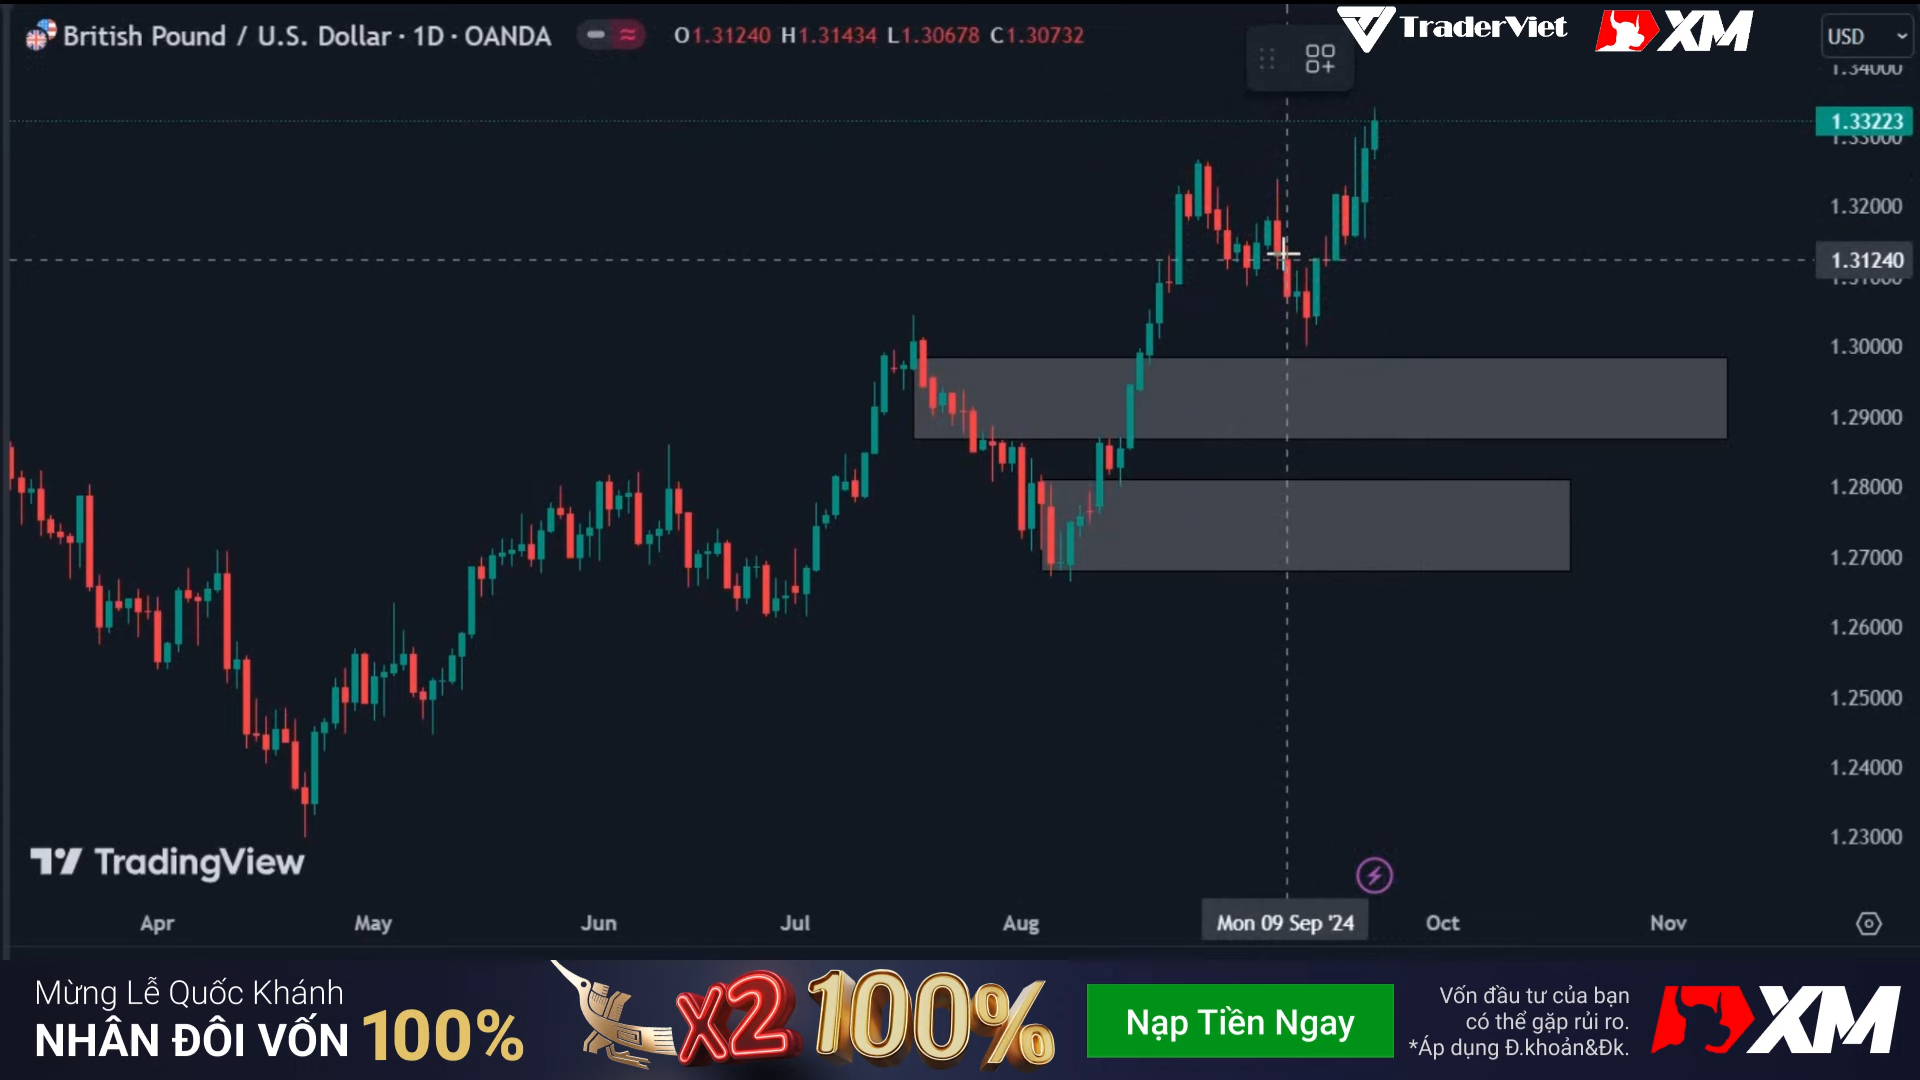 British Pound / U.S. Dollar · 1D · OANDA
O1.31240 H1.31434 L1.30678 C1.30732
TraderViet
XM
USD
1.34000
1.33223
1.33000
1.32000
1.31240
1.31000
1.30000
1.29000
1.28000
1.27000
1.26000
1.25000
1.24000
1.23000
TradingView
Apr May Jun Jul Aug Mon 09 Sep '24 Oct Nov
Mừng Lễ Quốc Khánh
NHÂN ĐÔI VỐN 100%
X2 100%
Nạp Tiền Ngay
Vốn đầu tư của bạn
có thể gặp rủi ro.
*Áp dụng Đ.khoản&Đk.
XM